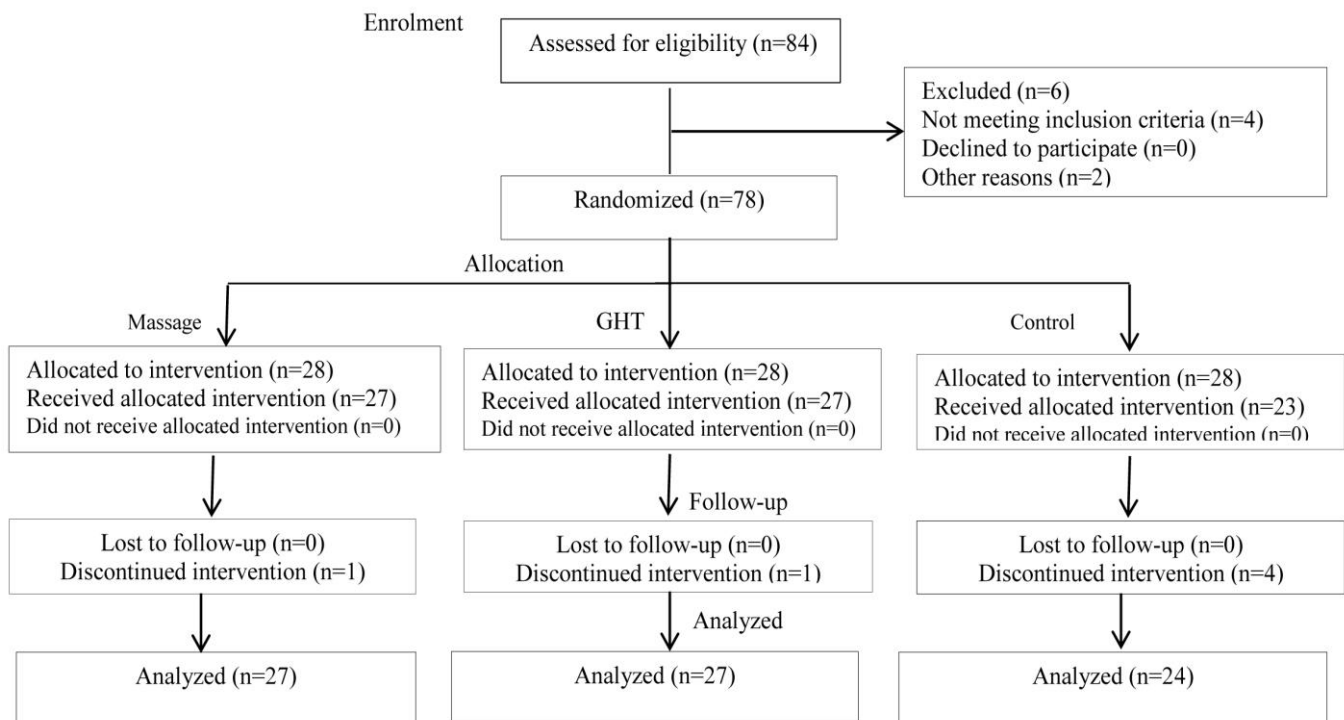 Enrolment
Assessed for eligibility (n=84)
Excluded (n=6)
Not meeting inclusion criteria (n=4)
Declined to participate (n=0)
Other reasons (n=2)
Randomized (n=78)
Allocation
Massage
GHT
Control
Allocated to intervention (n=28)
Received allocated intervention (n=27)
Did not receive allocated intervention (n=0)
Allocated to intervention (n=28)
Received allocated intervention (n=27)
Did not receive allocated intervention (n=0)
Allocated to intervention (n=28)
Received allocated intervention (n=23)
Did not receive allocated intervention (n=0)
Follow-up
Lost to follow-up (n=0)
Discontinued intervention (n=1)
Lost to follow-up (n=0)
Discontinued intervention (n=1)
Lost to follow-up (n=0)
Discontinued intervention (n=4)
Analyzed
Analyzed (n=27)
Analyzed (n=27)
Analyzed (n=24)